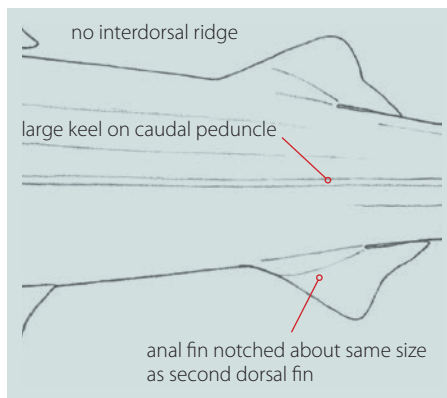 no interdorsal ridge
large keel on caudal peduncle
anal fin notched about same size
as second dorsal fin